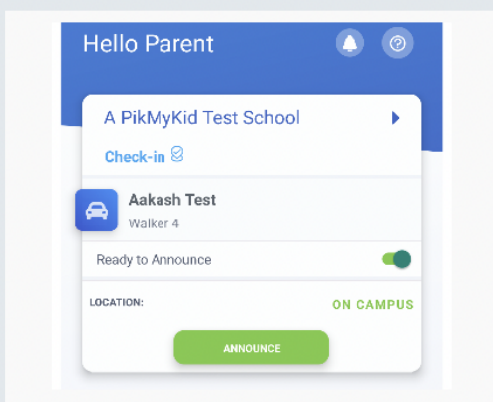 Hello Parent
A PikMyKid Test School
Check-in
Aakash Test
Walker 4
Ready to Announce
LOCATION: ON CAMPUS
ANNOUNCE